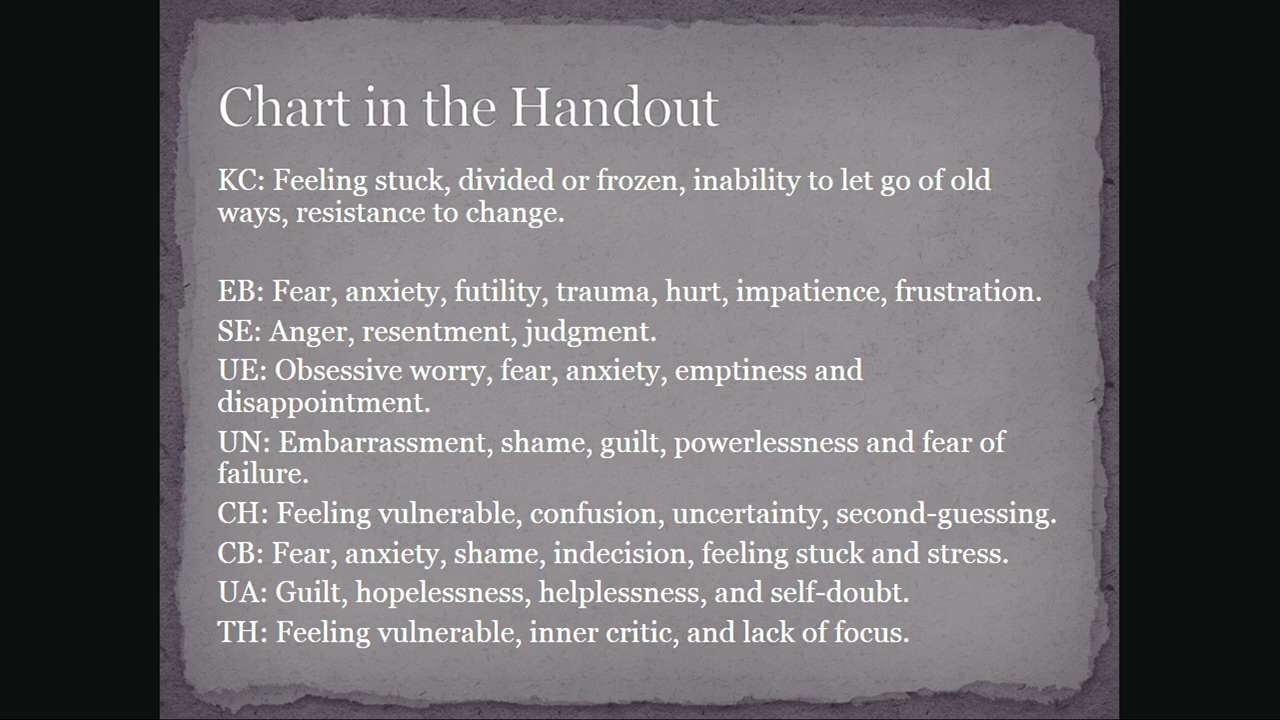 Chart in the Handout
KC: Feeling stuck, divided or frozen, inability to let go of old
ways, resistance to change.
EB: Fear, anxiety, futility, trauma, hurt, impatience, frustration.
SE: Anger, resentment, judgment.
UE: Obsessive worry, fear, anxiety, emptiness and
disappointment.
UN: Embarrassment, shame, guilt, powerlessness and fear of
failure.
CH: Feeling vulnerable, confusion, uncertainty, second-guessing.
CB: Fear, anxiety, shame, indecision, feeling stuck and stress.
UA: Guilt, hopelessness, helplessness, and self-doubt.
TH: Feeling vulnerable, inner critic, and lack of focus.